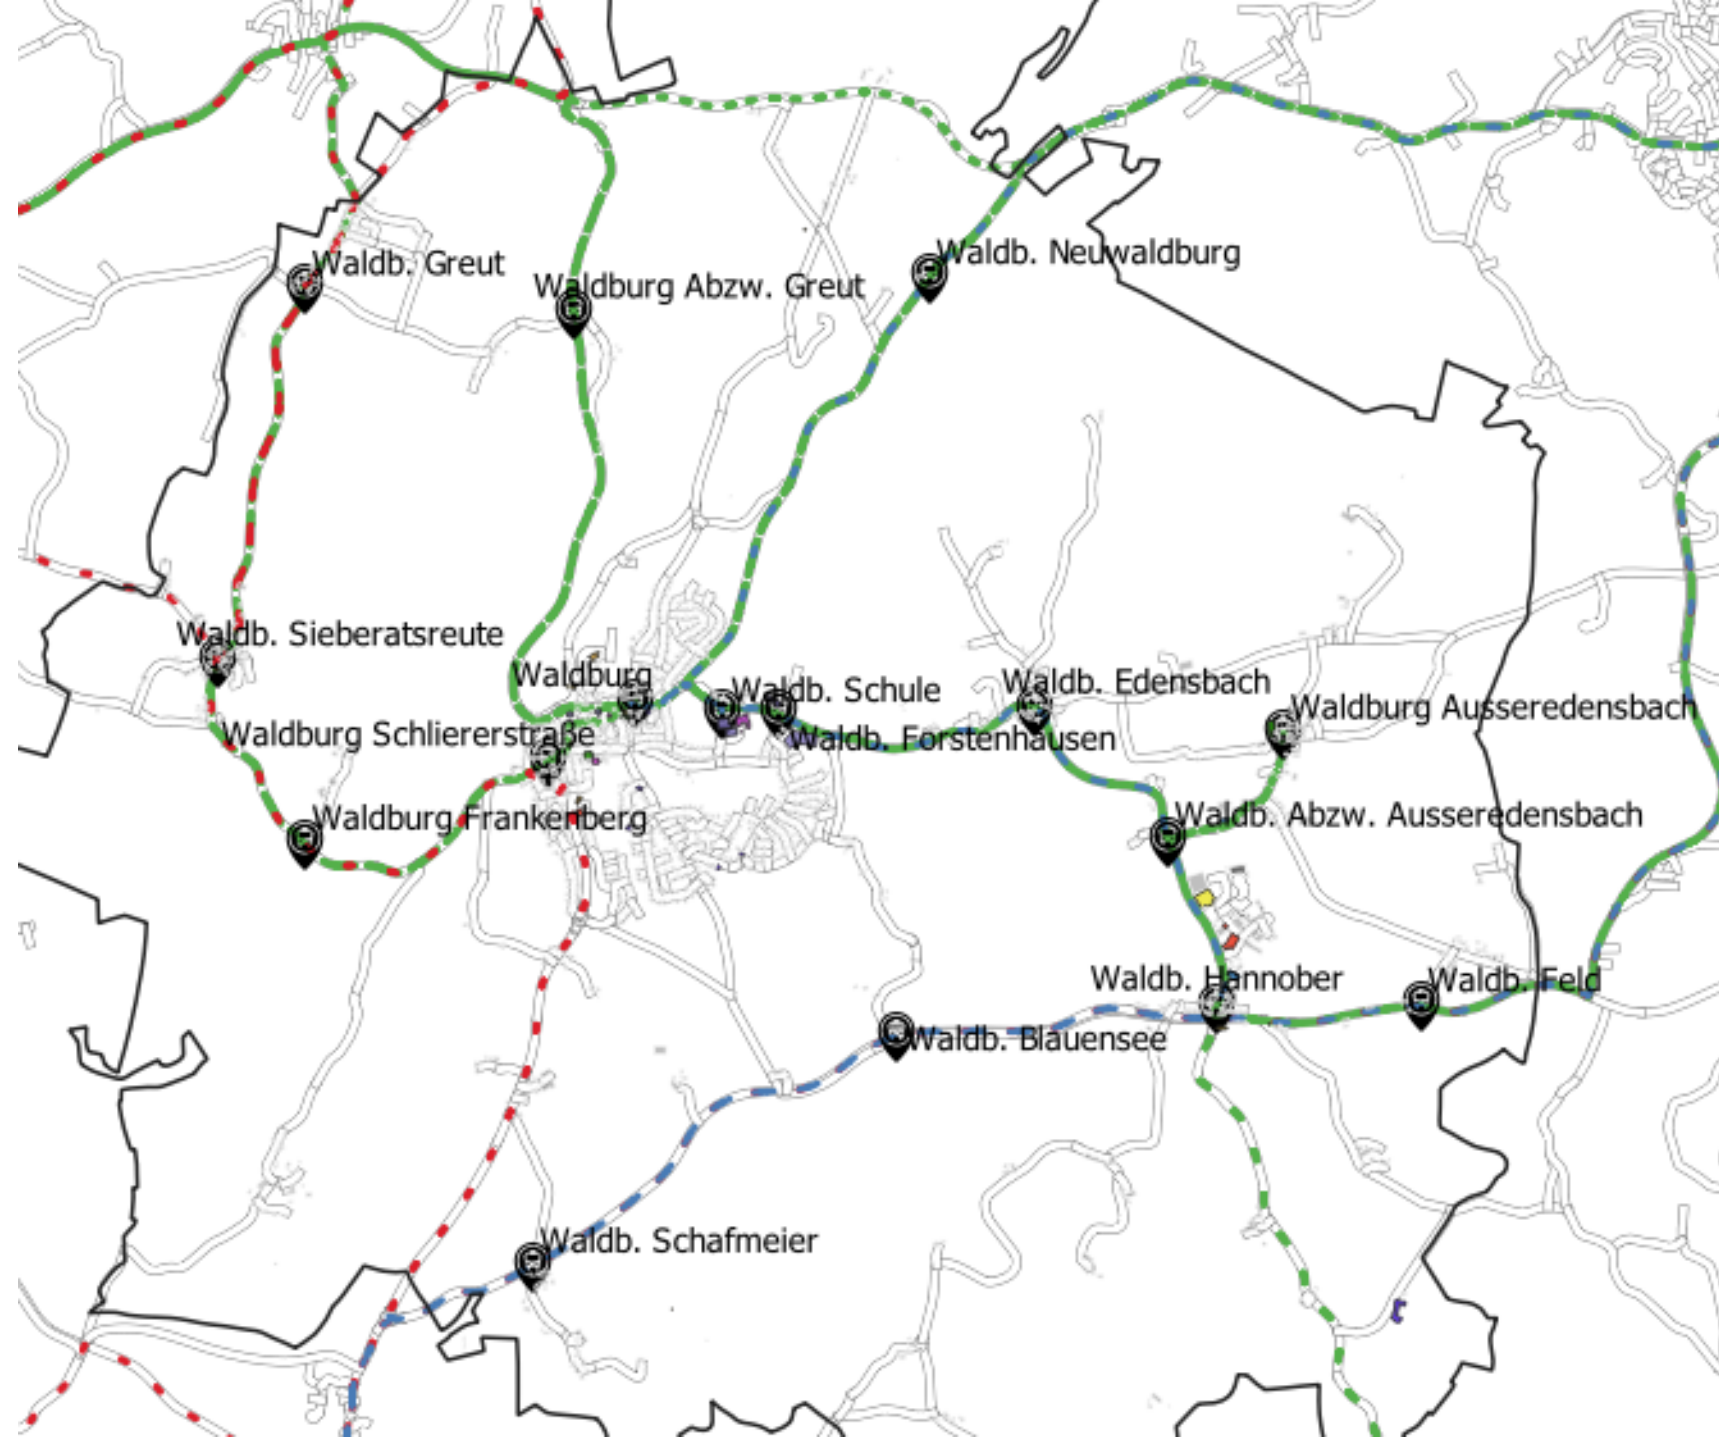 Waldb. Neuwaldburg
Waldb. Greut
Waldburg Abzw. Greut
Waldb. Sieberatsreute
Waldburg
Waldb. Schule
Waldb. Edensbach
Waldburg Ausseredensbach
Waldburg Schliererstraße
Waldb. Forstenhausen
Waldburg Frankenberg
Waldb. Abzw. Ausseredensbach
Waldb. Hannober
Waldb. Feld
Waldb. Blauensee
Waldb. Schafmeier